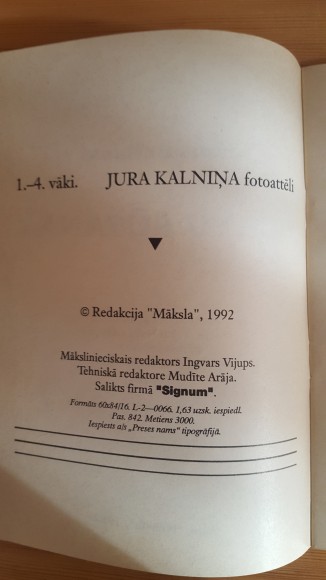 1.–4. vāki. JURA KALNIŅA fotoattēli
© Redakcija "Māksla", 1992
Mākslinieciskais redaktors Ingvars Vijups.
Tehniskā redaktore Mudīte Arāja.
Salikts firmā "Signum".
Formāts 60x84/16. L-2—0066. 1,63 uzsk. iespiedl.
Pas. 842. Metiens 3000.
Iespiests a/s „Preses nams" tipogrāfijā.